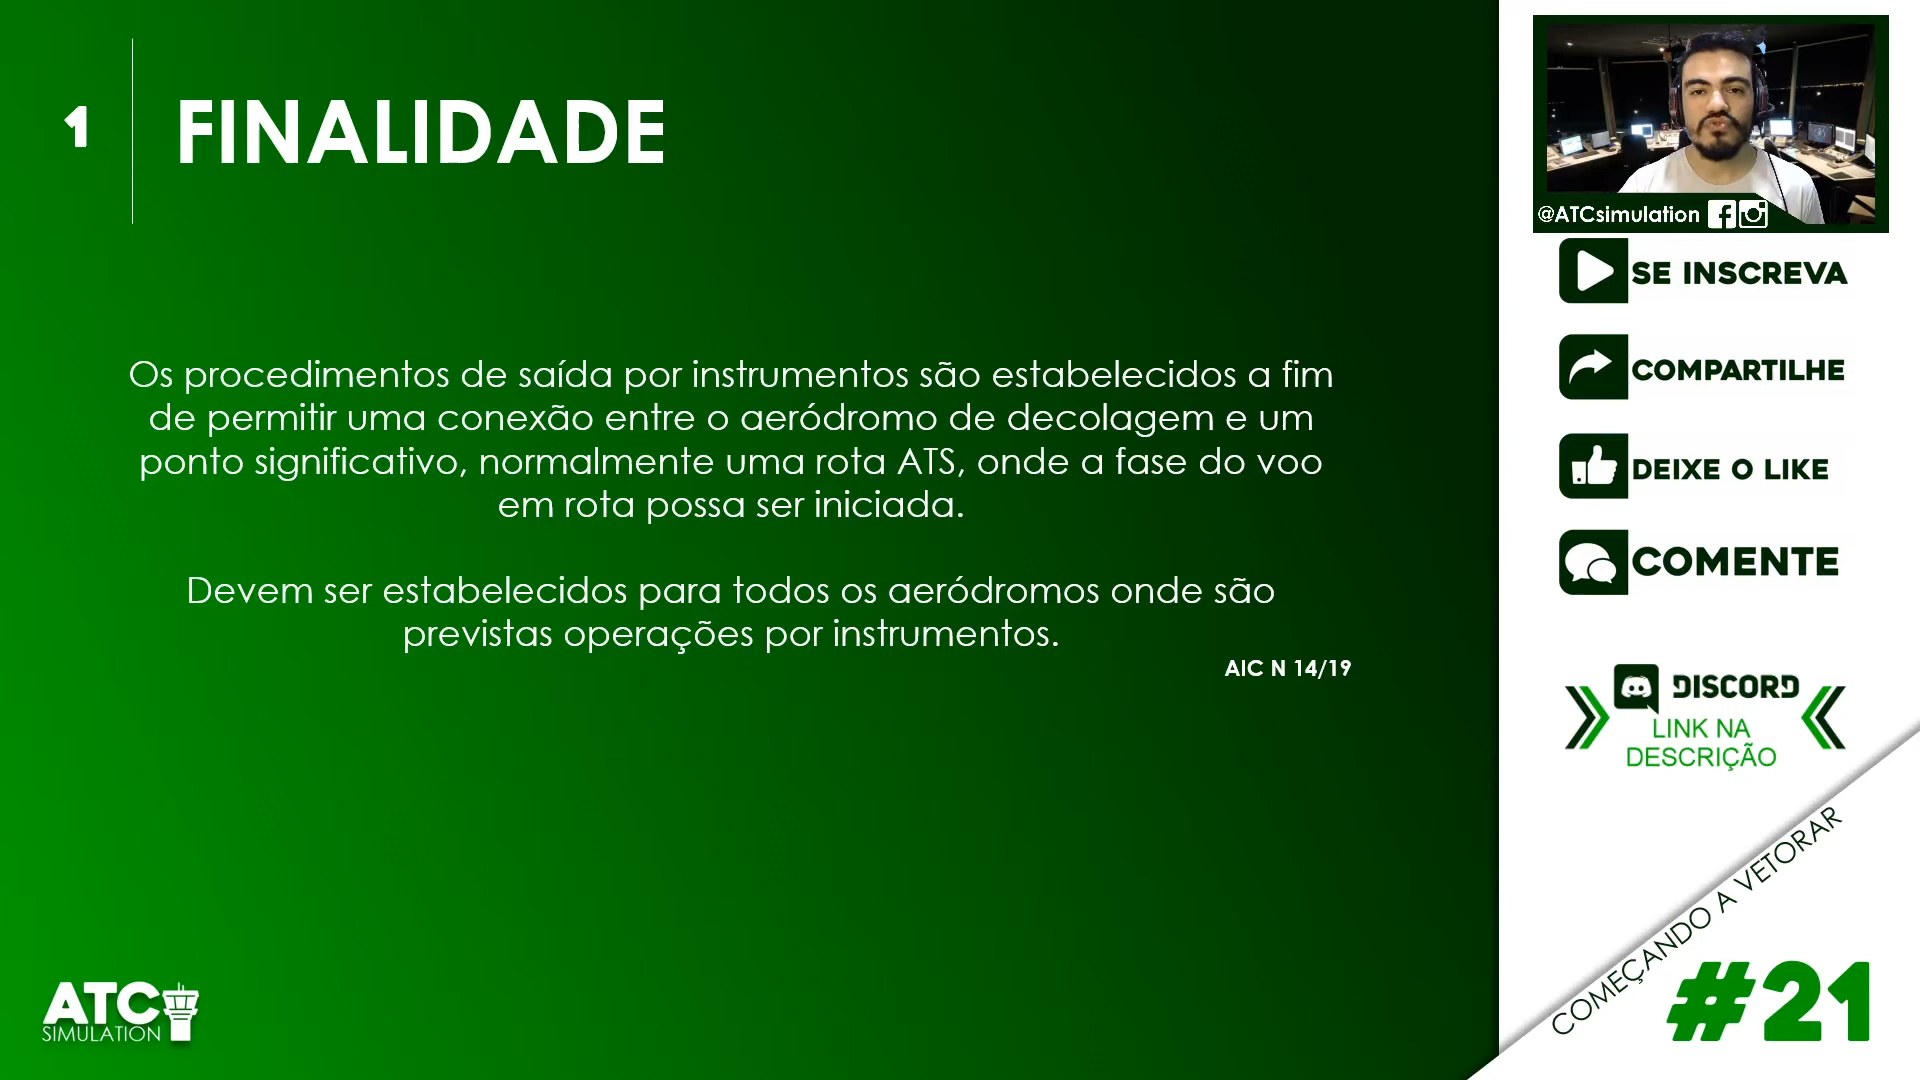 1
FINALIDADE
Os procedimentos de saída por instrumentos são estabelecidos a fim
de permitir uma conexão entre o aeródromo de decolagem e um
ponto significativo, normalmente uma rota ATS, onde a fase do voo
em rota possa ser iniciada.
Devem ser estabelecidos para todos os aeródromos onde são
previstas operações por instrumentos.
AIC N 14/19
ATC
SIMULATION
@ATCsimulation
SE INSCREVA
COMPARTILHE
DEIXE O LIKE
COMENTE
DISCORD
LINK NA
DESCRIÇÃO
COMEÇANDO A VETORAR
#21